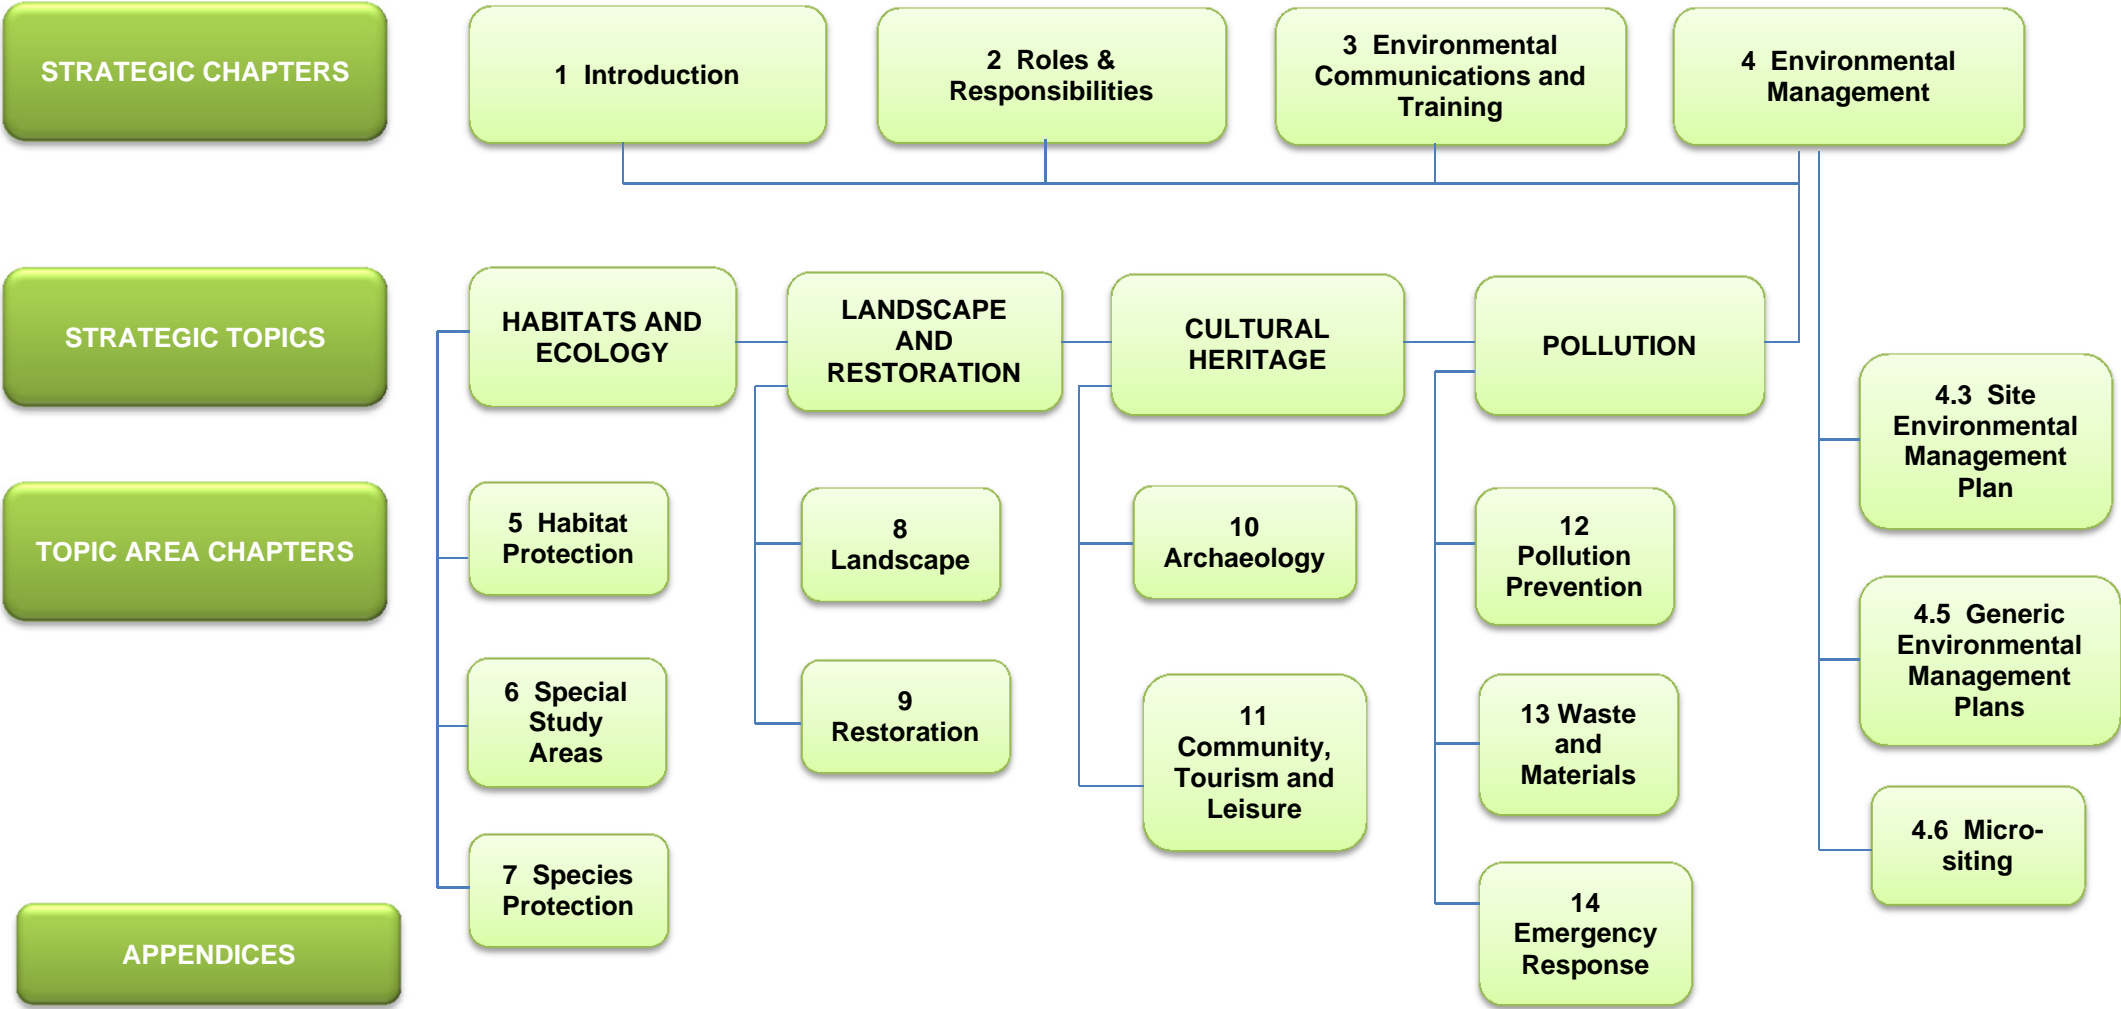 STRATEGIC CHAPTERS
1 Introduction
2 Roles &
Responsibilities
3 Environmental
Communications and
Training
4 Environmental
Management
STRATEGIC TOPICS
HABITATS AND
ECOLOGY
LANDSCAPE
AND
RESTORATION
CULTURAL
HERITAGE
POLLUTION
4.3 Site
Environmental
Management
Plan
TOPIC AREA CHAPTERS
5 Habitat
Protection
8
Landscape
10
Archaeology
12
Pollution
Prevention
4.5 Generic
Environmental
Management
Plans
6 Special
Study
Areas
9
Restoration
11
Community,
Tourism and
Leisure
13 Waste
and
Materials
4.6 Micro-
siting
7 Species
Protection
14
Emergency
Response
APPENDICES